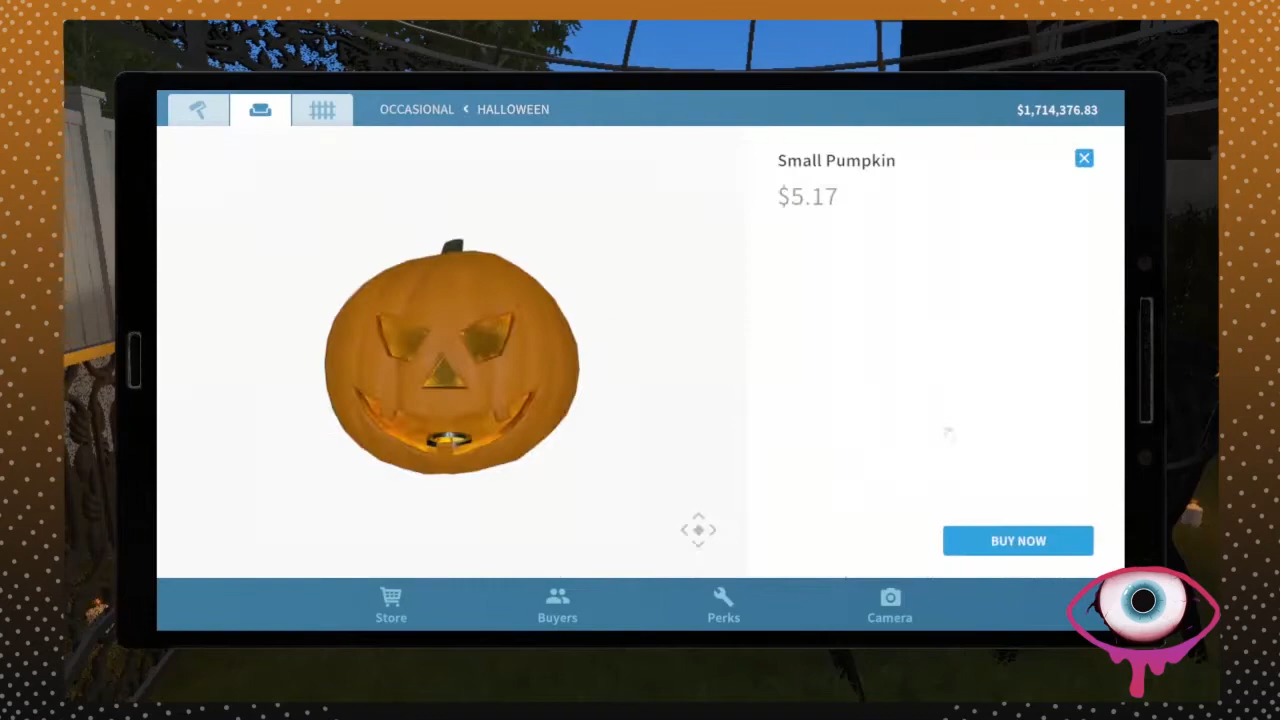 OCCASIONAL < HALLOWEEN
$1,714,376.83
Small Pumpkin
$5.17
BUY NOW
Store
Buyers
Perks
Camera